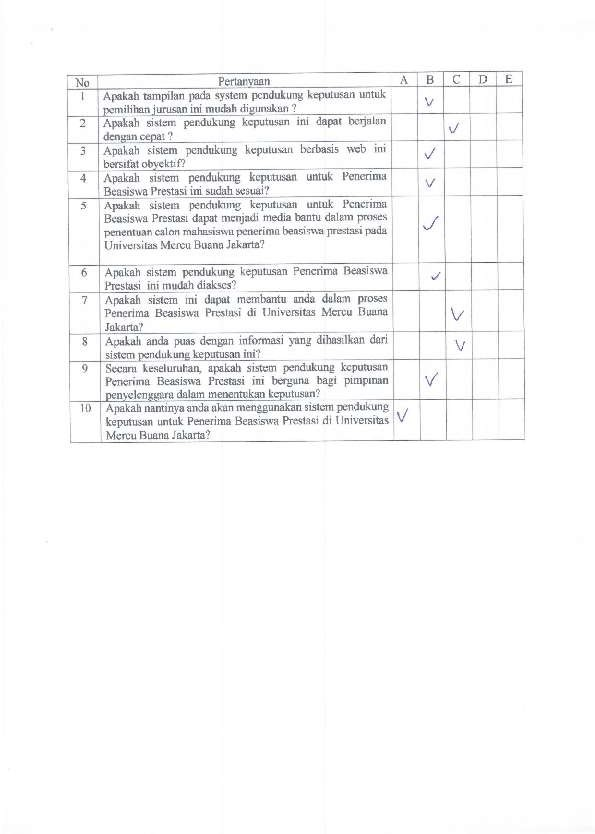 No Pertanyaan A B C D E
1 Apakah tampilan pada system pendukung keputusan untuk
pemilihan jurusan ini mudah digunakan ?
2 Apakah sistem pendukung keputusan ini dapat berjalan
dengan cepat ?
3 Apakah sistem pendukung keputusan berbasis web ini
bersifat obyektif?
4 Apakah sistem pendukung keputusan untuk Penerima
Beasiswa Prestasi ini sudah sesuai?
5 Apakah sistem pendukung keputusan untuk Penerima
Beasiswa Prestasi dapat menjadi media bantu dalam proses
penentuan calon mahasiswa penerima beasiswa prestasi pada
Universitas Mercu Buana Jakarta?
6 Apakah sistem pendukung keputusan Penerima Beasiswa
Prestasi ini mudah diakses?
7 Apakah sistem ini dapat membantu anda dalam proses
Penerima Beasiswa Prestasi di Universitas Mercu Buana
Jakarta?
8 Apakah anda puas dengan informasi yang dihasilkan dari
sistem pendukung keputusan ini?
9 Secara keseluruhan, apakah sistem pendukung keputusan
Penerima Beasiswa Prestasi ini berguna bagi pimpinan
penyelenggara dalam menentukan keputusan?
10 Apakah nantinya anda akan menggunakan sistem pendukung
keputusan untuk Penerima Beasiswa Prestasi di Universitas
Mercu Buana Jakarta?